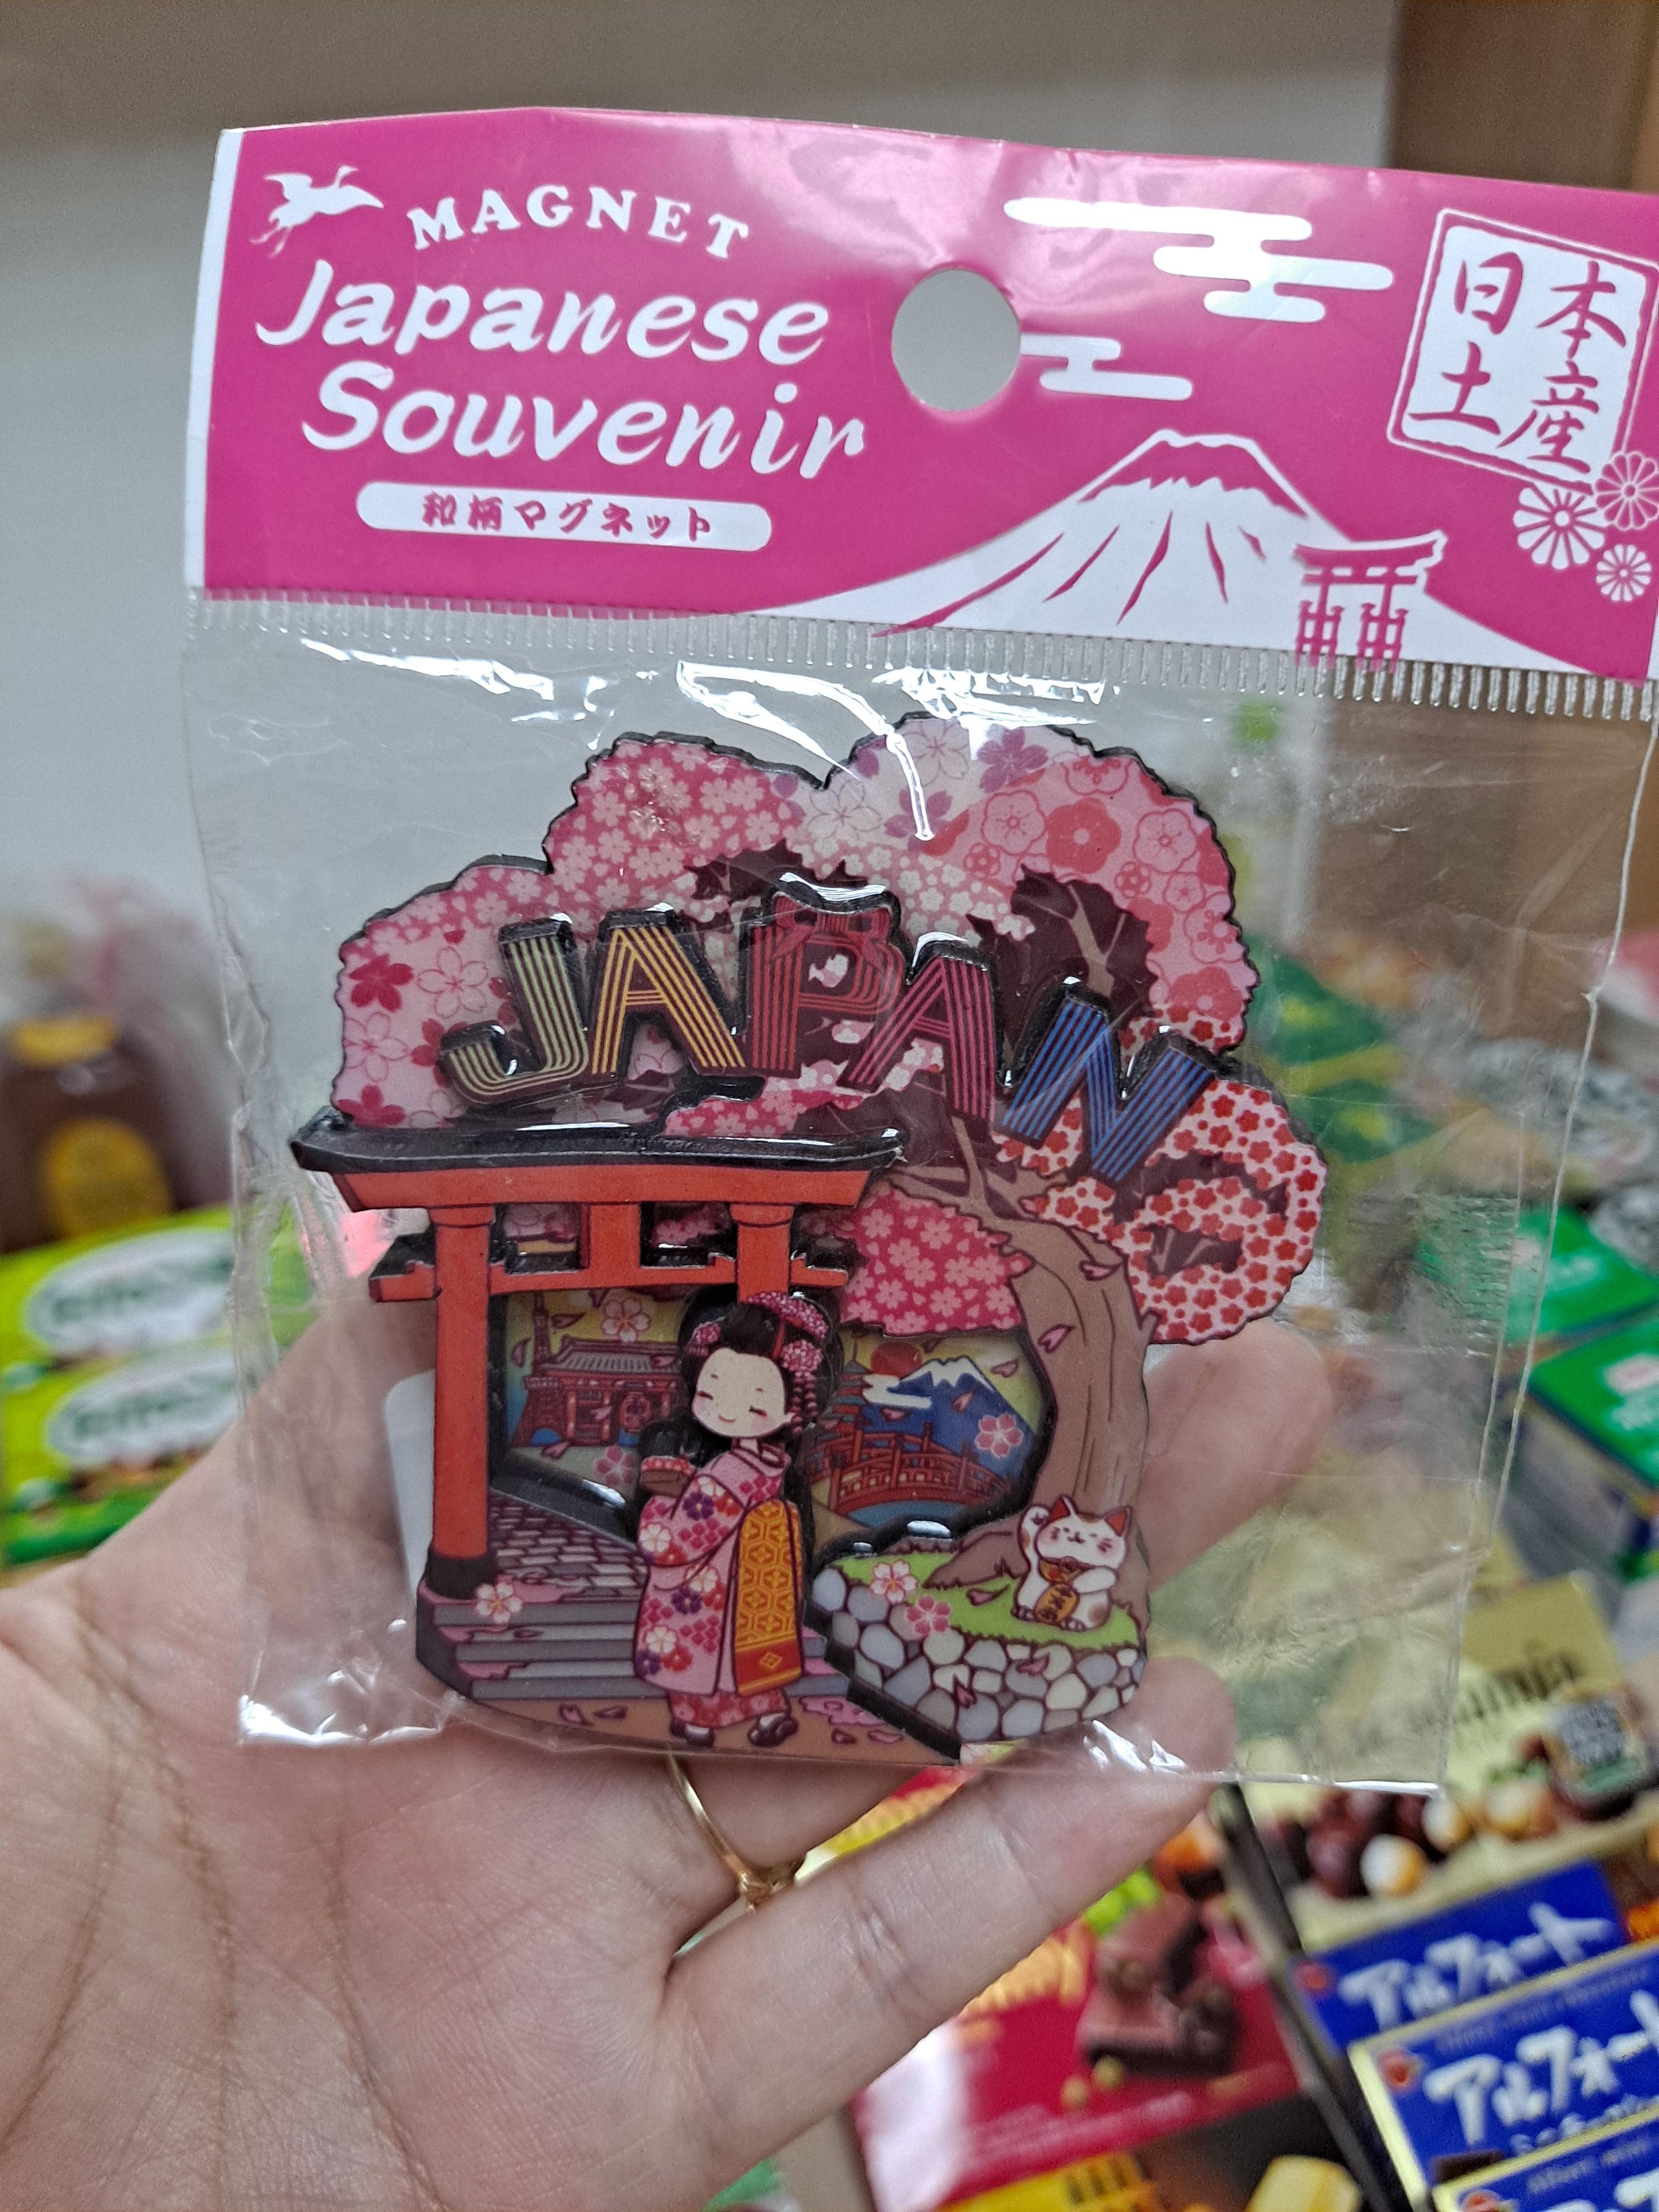 MAGNET
Japanese
Souvenir
和柄マグネット
日本
土産
JAPAN
アルフォート
アルフォート